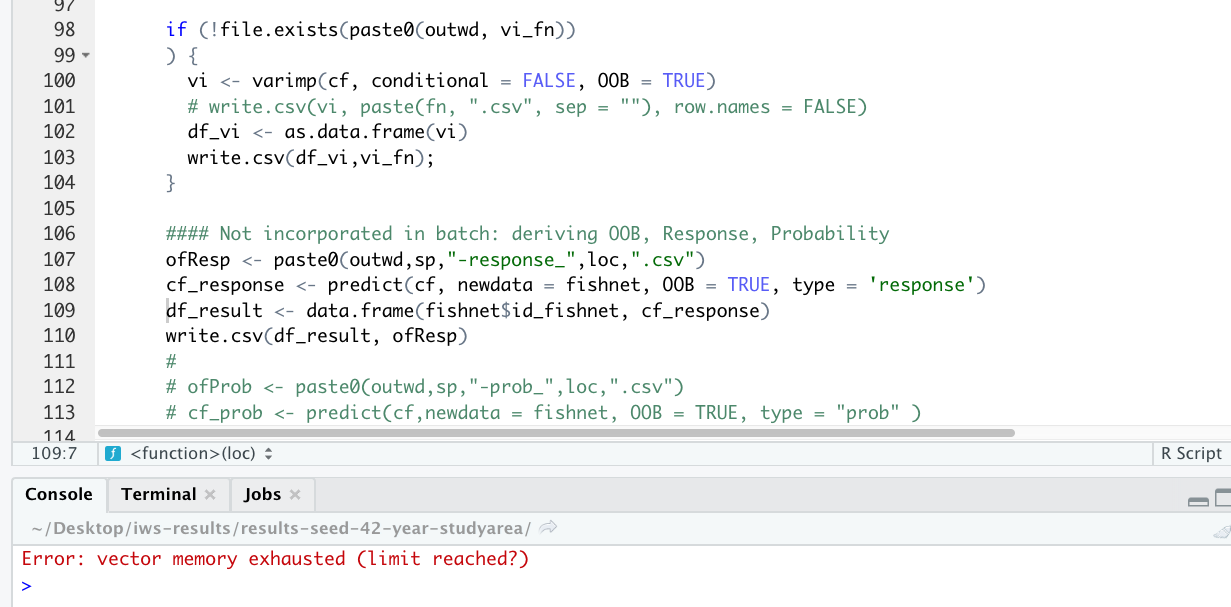 97
98 if (!file.exists(paste0(outwd, vi_fn))
99 ) {
100 vi <- varimp(cf, conditional = FALSE, OOB = TRUE)
101 # write.csv(vi, paste(fn, ".csv", sep = ""), row.names = FALSE)
102 df_vi <- as.data.frame(vi)
103 write.csv(df_vi,vi_fn);
104 }
105
106 #### Not incorporated in batch: deriving OOB, Response, Probability
107 ofResp <- paste0(outwd,sp,"-response_",loc,".csv")
108 cf_response <- predict(cf, newdata = fishnet, OOB = TRUE, type = 'response')
109 df_result <- data.frame(fishnet$id_fishnet, cf_response)
110 write.csv(df_result, ofResp)
111 #
112 # ofProb <- paste0(outwd,sp,"-prob_",loc,".csv")
113 # cf_prob <- predict(cf,newdata = fishnet, OOB = TRUE, type = "prob" )
114
109:7 <function>(loc) R Script
Console Terminal Jobs
~/Desktop/iws-results/results-seed-42-year-studyarea/
Error: vector memory exhausted (limit reached?)
>